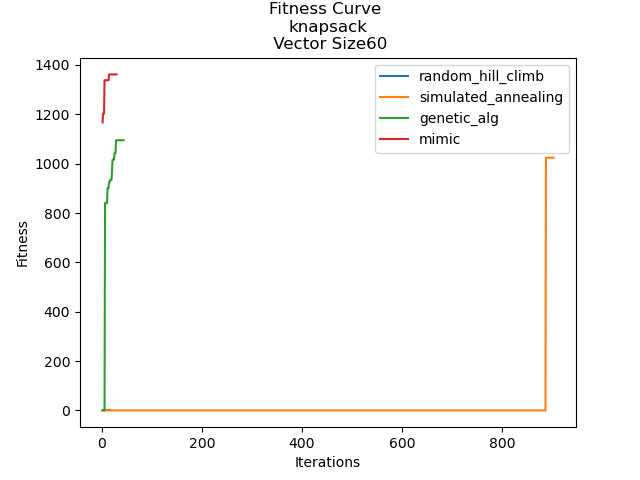 Fitness Curve
knapsack
Vector Size60
1400
1200
1000
800
600
400
200
0
Fitness
random_hill_climb
simulated_annealing
genetic_alg
mimic
0 200 400 600 800
Iterations